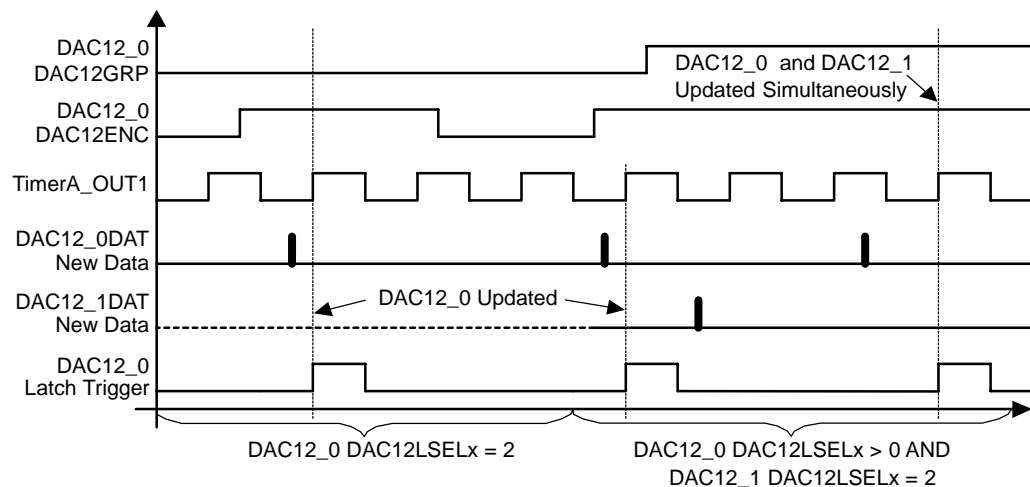 DAC12_0
DAC12GRP
DAC12_0 and DAC12_1
Updated Simultaneously
DAC12_0
DAC12ENC
TimerA_OUT1
DAC12_0DAT
New Data
DAC12_1DAT
New Data
DAC12_0 Updated
DAC12_0
Latch Trigger
DAC12_0 DAC12LSELx = 2
DAC12_0 DAC12LSELx > 0 AND
DAC12_1 DAC12LSELx = 2